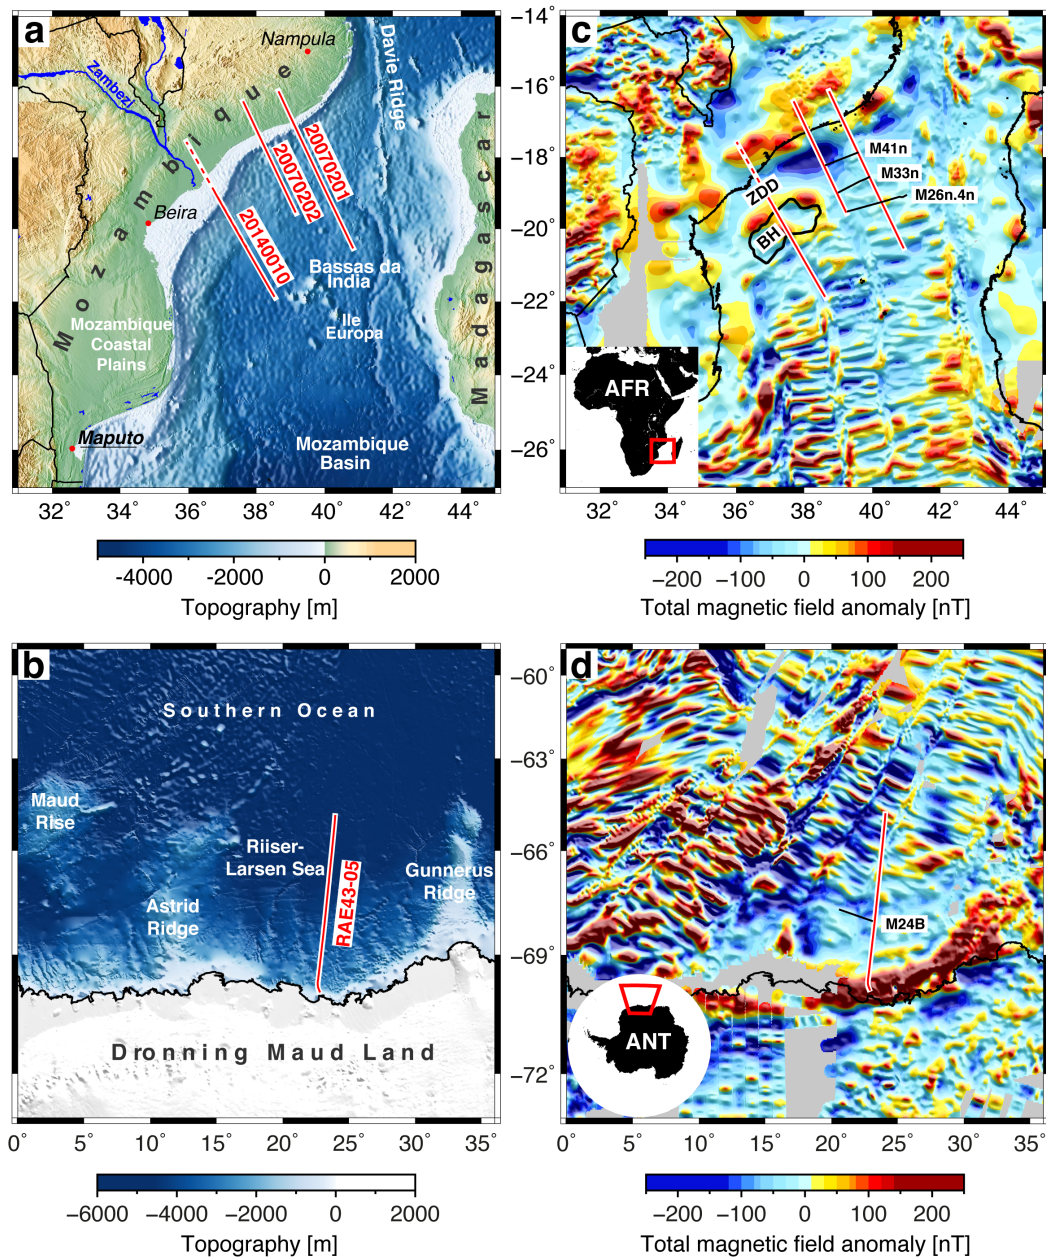 a
Nampula
Davie Ridge
Zambezi
Mozambique
20070201
20070202
20140010
Beira
Bassas da
India
Ile
Europa
Madagascar
Mozambique
Coastal
Plains
Maputo
Mozambique
Basin
32° 34° 36° 38° 40° 42° 44°
-4000 -2000 0 2000
Topography [m]
c
−14°
−16°
−18°
−20°
−22°
−24°
−26°
M41n
M33n
M26n.4n
ZDD
BH
AFR
32° 34° 36° 38° 40° 42° 44°
−200 −100 0 100 200
Total magnetic field anomaly [nT]
b
Southern Ocean
Maud
Rise
Riiser-
Larsen Sea
Gunnerus
Ridge
Astrid
Ridge
RAE43-05
Dronning Maud Land
0° 5° 10° 15° 20° 25° 30° 35°
−6000 −4000 −2000 0 2000
Topography [m]
d
−60°
−63°
−66°
−69°
−72°
M24B
ANT
0° 5° 10° 15° 20° 25° 30° 35°
−200 −100 0 100 200
Total magnetic field anomaly [nT]